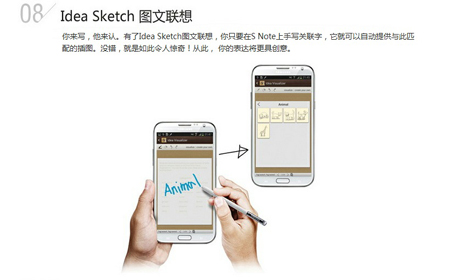 08/ Idea Sketch 图文联想
你来写，他来认。有了Idea Sketch图文联想，你只要在S Note上手写关联字，它就可以自动提供与此匹
配的插图。没错，就是如此令人惊奇！从此，你的表达将更具创意。
Animal
Idea Visualizer
Animal